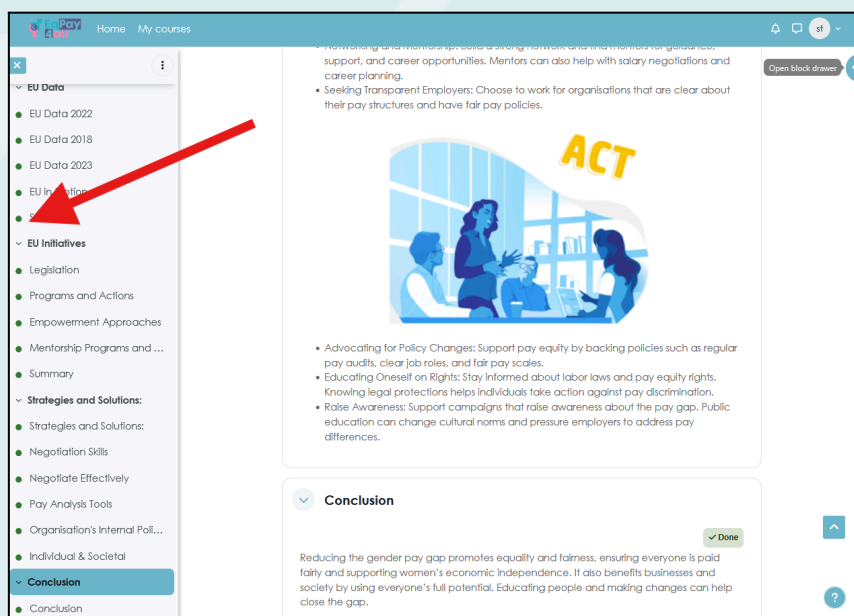 EqPay
4all
Home My courses
st
Open block drawer
EU Data
EU Data 2022
EU Data 2018
EU Data 2023
EU in
EU Initiatives
Legislation
Programs and Actions
Empowerment Approaches
Mentorship Programs and ...
Summary
Strategies and Solutions:
Strategies and Solutions:
Negotiation Skills
Negotiate Effectively
Pay Analysis Tools
Organisation's Internal Poli...
Individual & Societal
Conclusion
Conclusion
support, and career opportunities. Mentors can also help with salary negotiations and
career planning.
• Seeking Transparent Employers: Choose to work for organisations that are clear about
their pay structures and have fair pay policies.
ACT
• Advocating for Policy Changes: Support pay equity by backing policies such as regular
pay audits, clear job roles, and fair pay scales.
• Educating Oneself on Rights: Stay informed about labor laws and pay equity rights.
Knowing legal protections helps individuals take action against pay discrimination.
• Raise Awareness: Support campaigns that raise awareness about the pay gap. Public
education can change cultural norms and pressure employers to address pay
differences.
Conclusion
Done
Reducing the gender pay gap promotes equality and fairness, ensuring everyone is paid
fairly and supporting women's economic independence. It also benefits businesses and
society by using everyone's full potential. Educating people and making changes can help
close the gap.
?